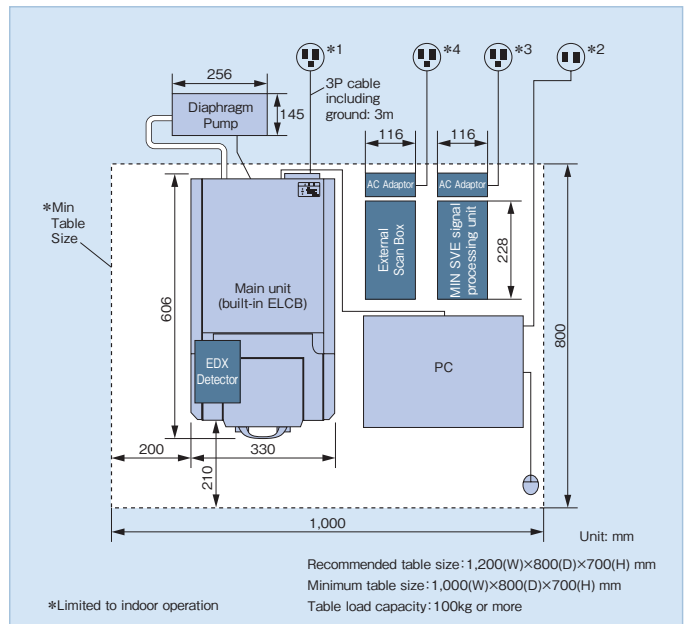 *1
*4
*3
*2
256
145
Diaphragm
Pump
3P cable
including
ground: 3m
116
116
AC Adaptor
AC Adaptor
*Min
Table
Size
External
Scan Box
MIN SVE signal
processing unit
228
606
Main unit
(built-in ELCB)
800
EDX
Detector
PC
200
330
210
1,000
Unit: mm
Recommended table size:1,200(W)×800(D)×700(H) mm
Minimum table size:1,000(W)×800(D)×700(H) mm
*Limited to indoor operation
Table load capacity:100kg or more